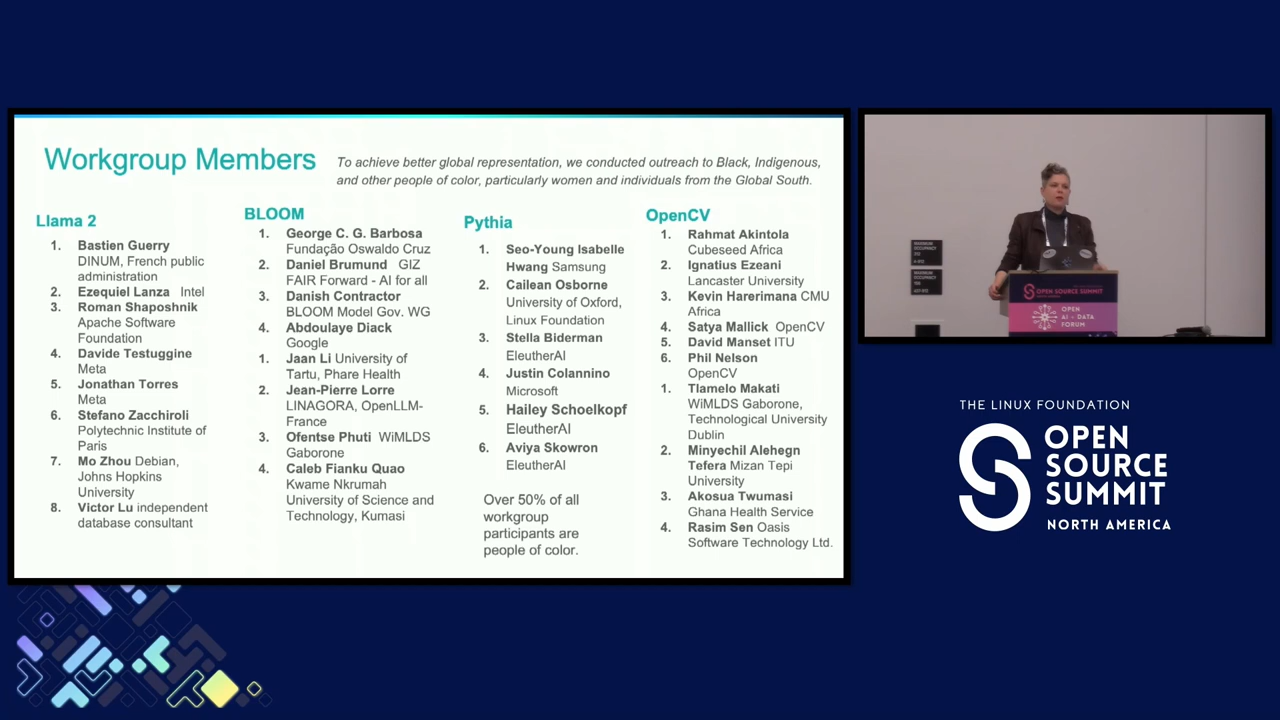 Workgroup Members
To achieve better global representation, we conducted outreach to Black, Indigenous,
and other people of color, particularly women and individuals from the Global South.
Llama 2
1. Bastien Guerry
DINUM, French public
administration
2. Ezequiel Lanza Intel
3. Roman Shaposhnik
Apache Software
Foundation
4. Davide Testuggine
Meta
5. Jonathan Torres
Meta
6. Stefano Zacchiroli
Polytechnic Institute of
Paris
7. Mo Zhou Debian,
Johns Hopkins
University
8. Victor Lu independent
database consultant
BLOOM
1. George C. G. Barbosa
Fundação Oswaldo Cruz
2. Daniel Brumund GIZ
FAIR Forward - AI for all
3. Danish Contractor
BLOOM Model Gov. WG
4. Abdoulaye Diack
Google
1. Jaan Li University of
Tartu, Phare Health
2. Jean-Pierre Lorre
LINAGORA, OpenLLM-
France
3. Ofentse Phuti WiMLDS
Gaborone
4. Caleb Fianku Quao
Kwame Nkrumah
University of Science and
Technology, Kumasi
Pythia
1. Seo-Young Isabelle
Hwang Samsung
2. Cailean Osborne
University of Oxford,
Linux Foundation
3. Stella Biderman
EleutherAI
4. Justin Colannino
Microsoft
5. Hailey Schoelkopf
EleutherAI
6. Aviya Skowron
EleutherAI
Over 50% of all
workgroup
participants are
people of color.
OpenCV
1. Rahmat Akintola
Cubeseed Africa
2. Ignatius Ezeani
Lancaster University
3. Kevin Harerimana CMU
Africa
4. Satya Mallick OpenCV
5. David Manset ITU
6. Phil Nelson
OpenCV
1. Tlamelo Makati
WiMLDS Gaborone,
Technological University
Dublin
2. Minyechil Alehegn
Tefera Mizan Tepi
University
3. Akosua Twumasi
Ghana Health Service
4. Rasim Sen Oasis
Software Technology Ltd.
OPEN SOURCE SUMMIT
OPEN
AI + DATA
FORUM
THE LINUX FOUNDATION
OPEN
SOURCE
SUMMIT
NORTH AMERICA